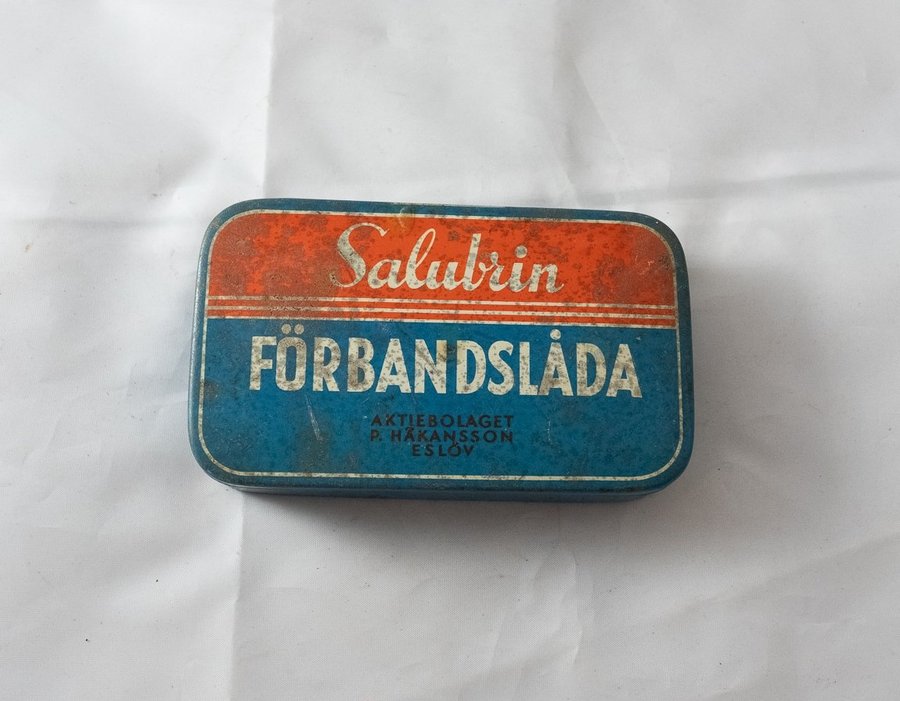 Salubrin
FÖRBANDSLÅDA
AKTIEBOLAGET
P. HÅKANSSON
ESLÖV